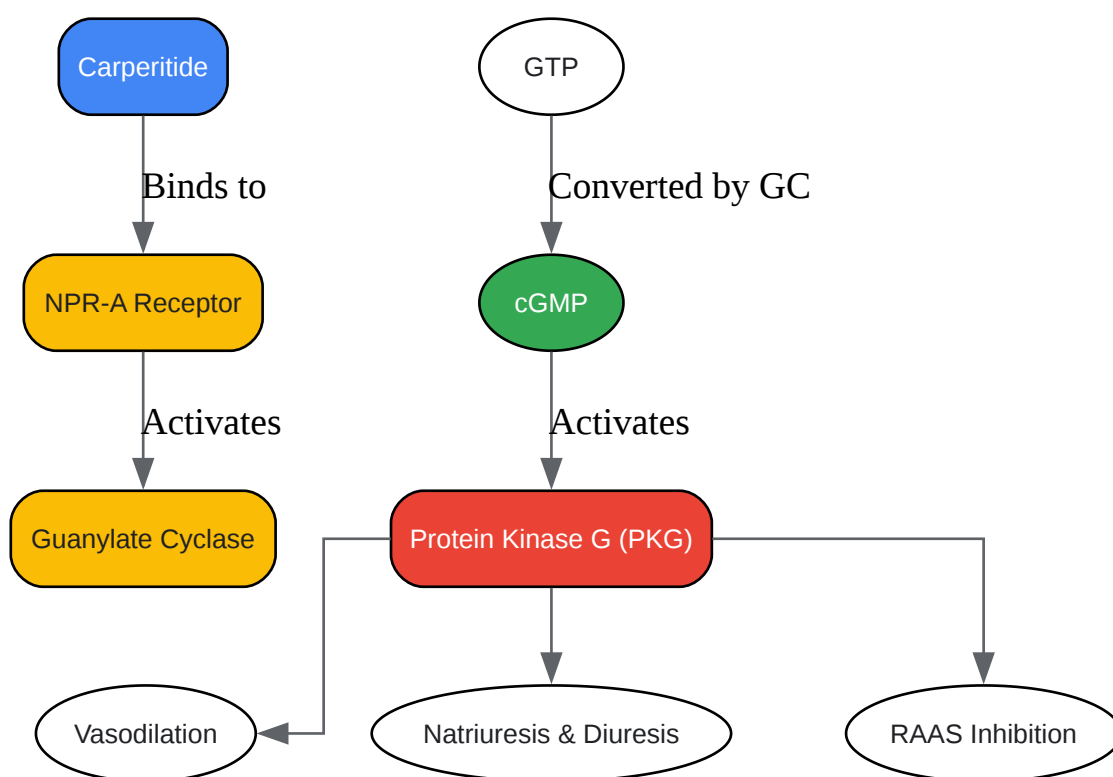 Carperitide
GTP
Binds to
Converted by GC
NPR-A Receptor
cGMP
Activates
Activates
Guanylate Cyclase
Protein Kinase G (PKG)
Vasodilation
Natriuresis & Diuresis
RAAS Inhibition